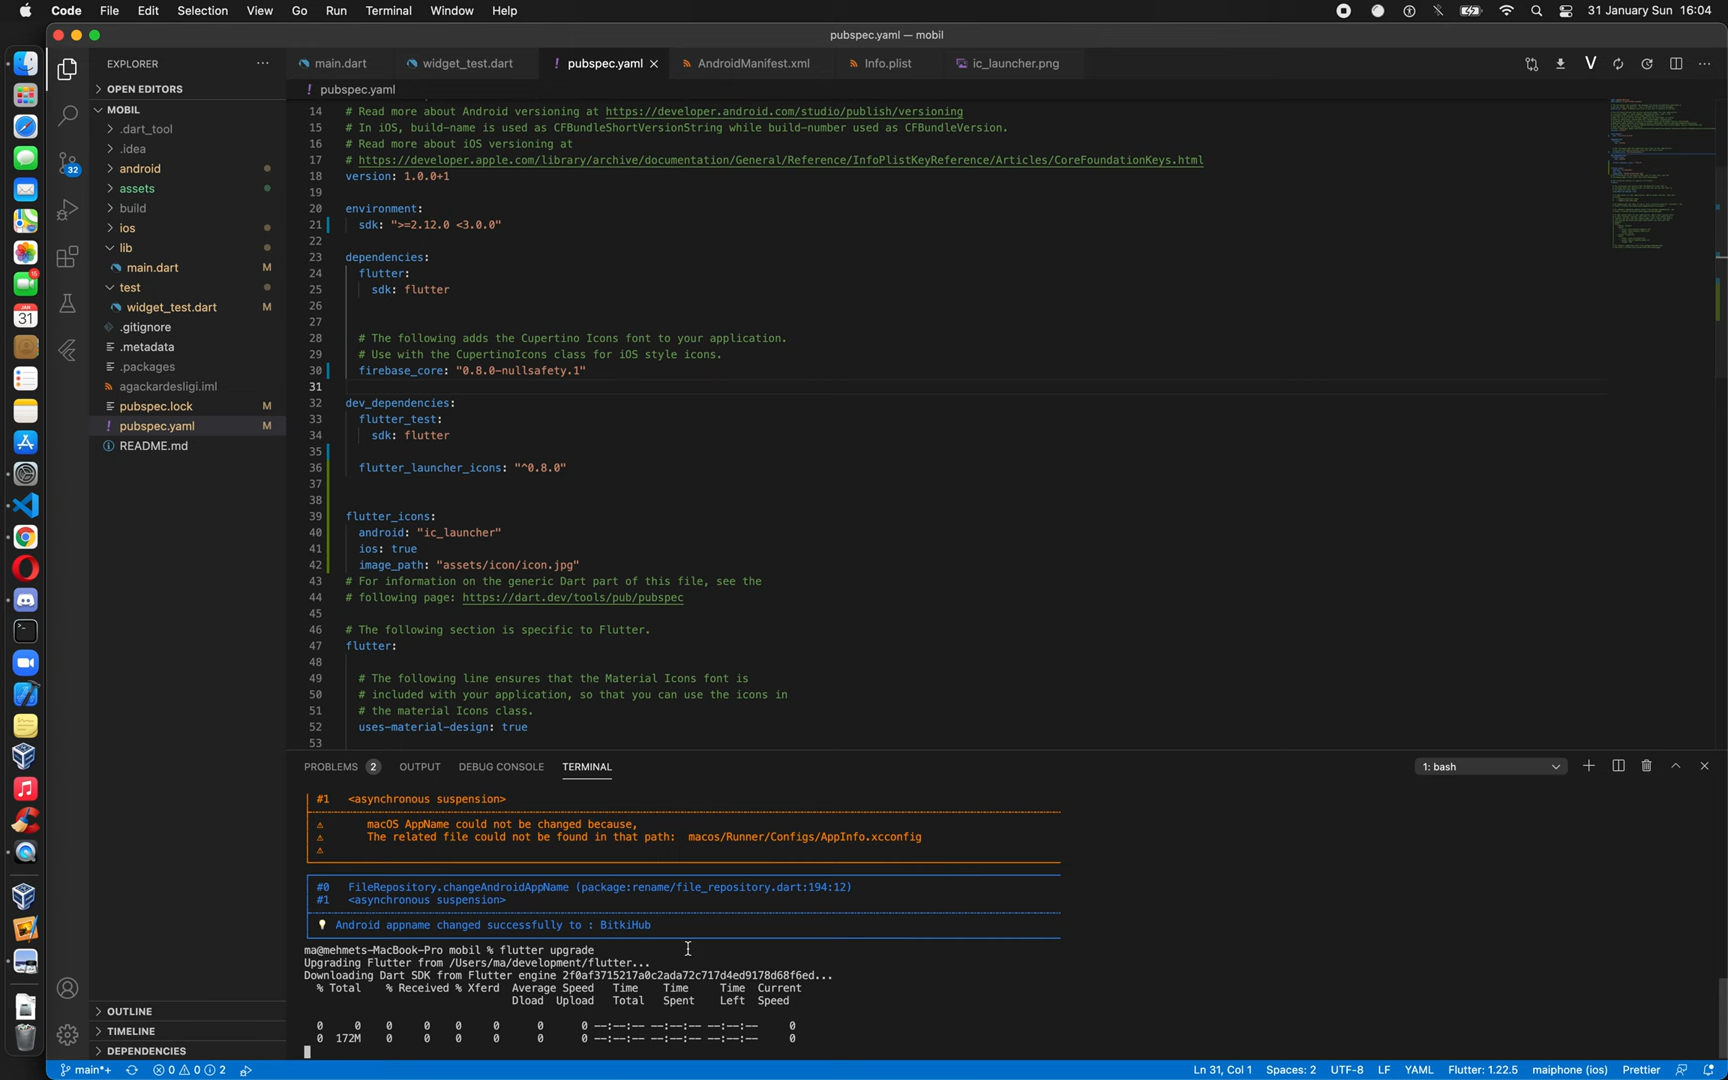 Code File Edit Selection View Go Run Terminal Window Help 31 January Sun 16:04
pubspec.yaml — mobil
EXPLORER
main.dart widget_test.dart ! pubspec.yaml AndroidManifest.xml Info.plist ic_launcher.png
! pubspec.yaml
OPEN EDITORS
MOBIL
.dart_tool
.idea
android
assets
build
ios
lib
main.dart M
test
widget_test.dart M
.gitignore
.metadata
.packages
agackardesligi.iml
pubspec.lock M
! pubspec.yaml M
README.md
OUTLINE
TIMELINE
DEPENDENCIES
32
15
JAN
31
14 # Read more about Android versioning at https://developer.android.com/studio/publish/versioning
15 # In iOS, build-name is used as CFBundleShortVersionString while build-number used as CFBundleVersion.
16 # Read more about iOS versioning at
17 # https://developer.apple.com/library/archive/documentation/General/Reference/InfoPlistKeyReference/Articles/CoreFoundationKeys.html
18 version: 1.0.0+1
19
20 environment:
21 sdk: ">=2.12.0 <3.0.0"
22
23 dependencies:
24 flutter:
25 sdk: flutter
26
27
28 # The following adds the Cupertino Icons font to your application.
29 # Use with the CupertinoIcons class for iOS style icons.
30 firebase_core: "0.8.0-nullsafety.1"
31
32 dev_dependencies:
33 flutter_test:
34 sdk: flutter
35
36 flutter_launcher_icons: "^0.8.0"
37
38
39 flutter_icons:
40 android: "ic_launcher"
41 ios: true
42 image_path: "assets/icon/icon.jpg"
43 # For information on the generic Dart part of this file, see the
44 # following page: https://dart.dev/tools/pub/pubspec
45
46 # The following section is specific to Flutter.
47 flutter:
48
49 # The following line ensures that the Material Icons font is
50 # included with your application, so that you can use the icons in
51 # the material Icons class.
52 uses-material-design: true
53
PROBLEMS 2 OUTPUT DEBUG CONSOLE TERMINAL 1: bash
#1 <asynchronous suspension>
macOS AppName could not be changed because,
The related file could not be found in that path: macos/Runner/Configs/AppInfo.xcconfig
#0 FileRepository.changeAndroidAppName (package:rename/file_repository.dart:194:12)
#1 <asynchronous suspension>
Android appname changed successfully to : BitkiHub
ma@mehmets-MacBook-Pro mobil % flutter upgrade
Upgrading Flutter from /Users/ma/development/flutter...
Downloading Dart SDK from Flutter engine 2f0af3715217a0c2ada72c717d4ed9178d68f6ed...
% Total % Received % Xferd Average Speed Time Time Time Current
Dload Upload Total Spent Left Speed
0 0 0 0 0 0 0 0 --:--:-- --:--:-- --:--:-- 0
0 172M 0 0 0 0 0 0 --:--:-- --:--:-- --:--:-- 0
main*+ 0 0 2 Ln 31, Col 1 Spaces: 2 UTF-8 LF YAML Flutter: 1.22.5 maiphone (ios) Prettier